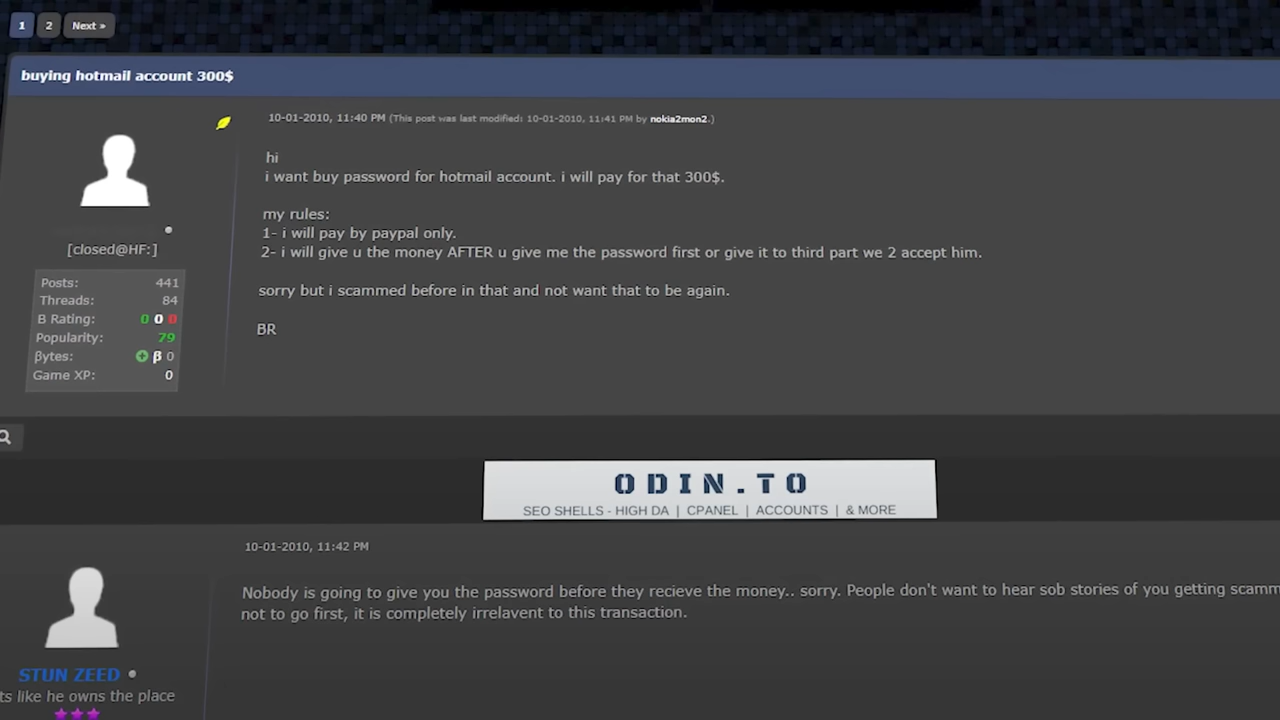 1 2 Next »
buying hotmail account 300$
10-01-2010, 11:40 PM (This post was last modified: 10-01-2010, 11:41 PM by nokia2mon2.)
hi
i want buy password for hotmail account. i will pay for that 300$.
my rules:
1- i will pay by paypal only.
2- i will give u the money AFTER u give me the password first or give it to third part we 2 accept him.
sorry but i scammed before in that and not want that to be again.
BR
[closed@HF:]
Posts: 441
Threads: 84
B Rating: 0 0 0
Popularity: 79
βytes: β 0
Game XP: 0
ODIN.TO
SEO SHELLS - HIGH DA | CPANEL | ACCOUNTS | & MORE
10-01-2010, 11:42 PM
Nobody is going to give you the password before they recieve the money.. sorry. People don't want to hear sob stories of you getting scamm
not to go first, it is completely irrelavent to this transaction.
STUN ZEED
ts like he owns the place